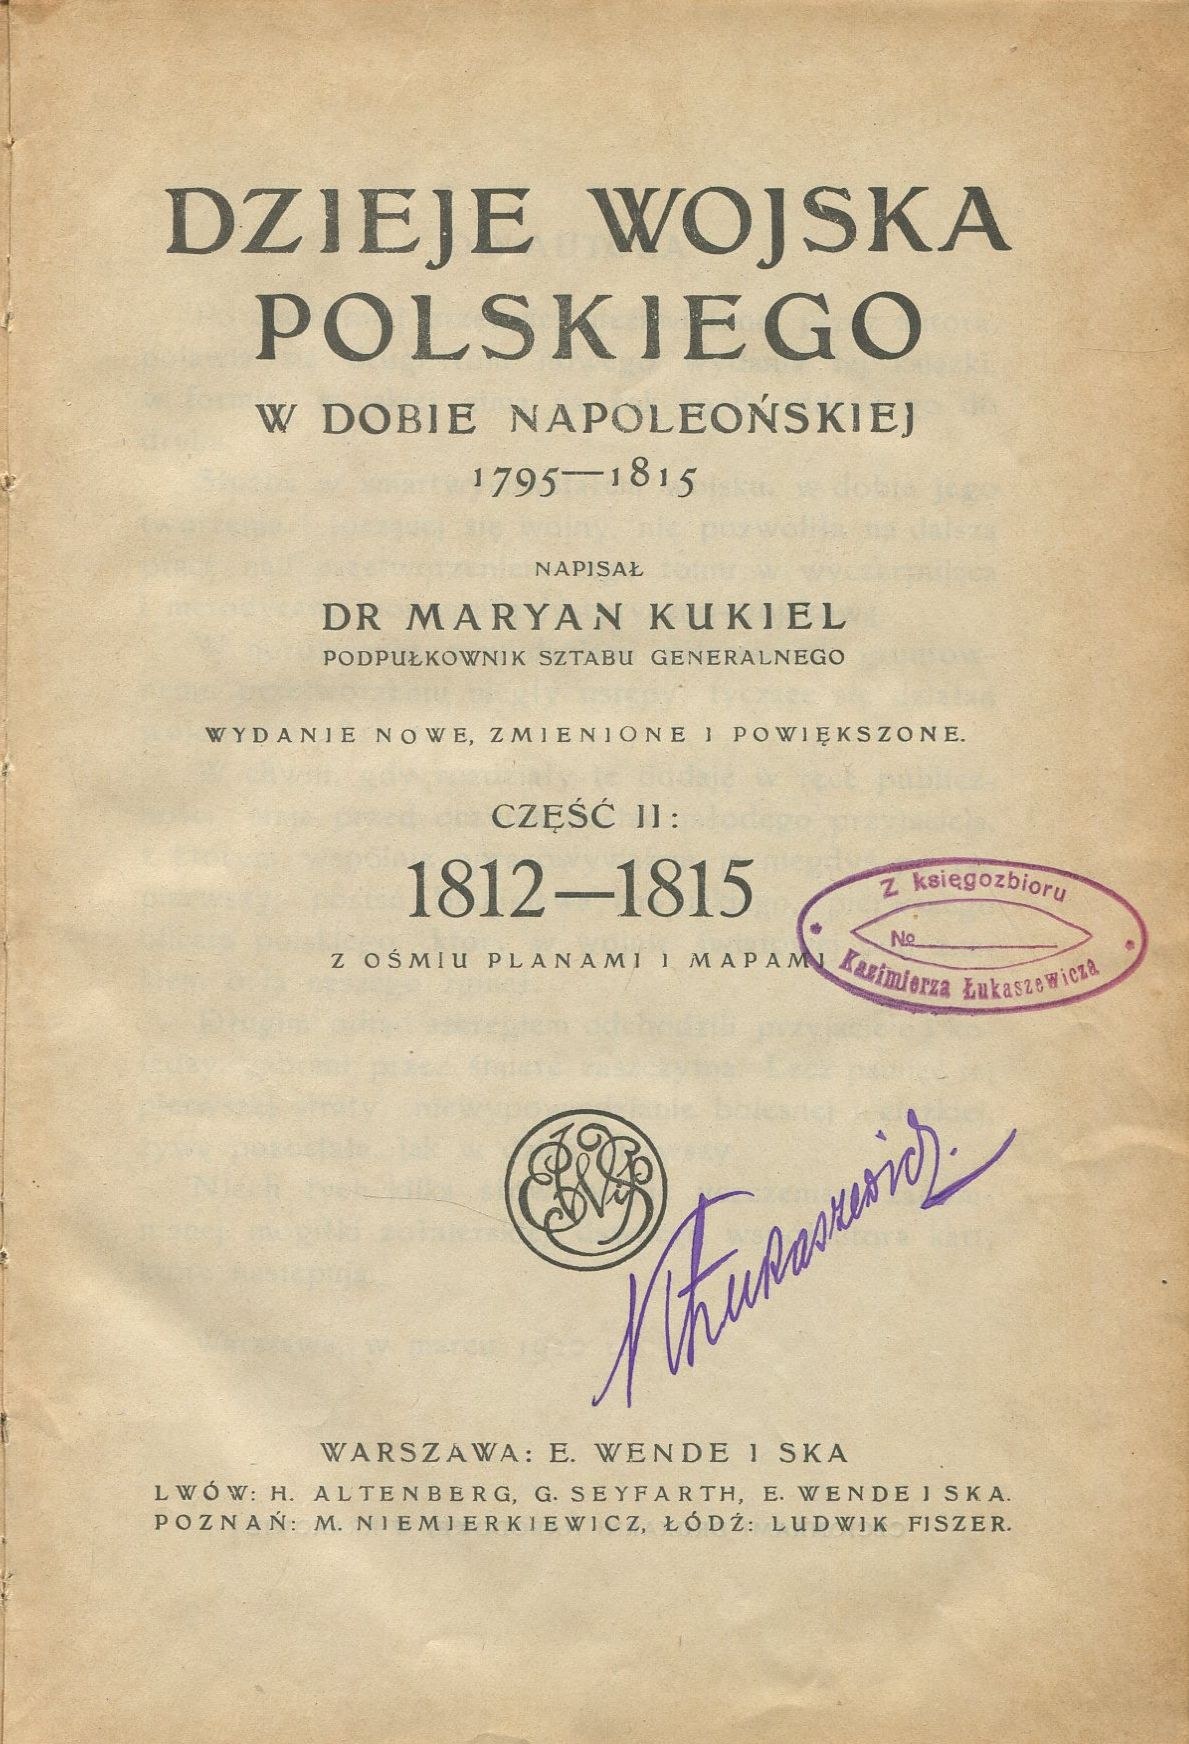 DZIEJE WOJSKA
POLSKIEGO
W DOBIE NAPOLEOŃSKIEJ
1795—1815
NAPISAŁ
DR MARYAN KUKIEL
PODPUŁKOWNIK SZTABU GENERALNEGO
WYDANIE NOWE, ZMIENIONE I POWIĘKSZONE.
CZĘŚĆ II:
1812—1815
Z OŚMIU PLANAMI I MAPAMI
Z księgozbioru
№
Kazimierza Łukaszewicza
Łukaszewicz.
WARSZAWA: E. WENDE I SKA
LWÓW: H. ALTENBERG, G. SEYFARTH, E. WENDE I SKA.
POZNAŃ: M. NIEMIERKIEWICZ, ŁÓDŹ: LUDWIK FISZER.